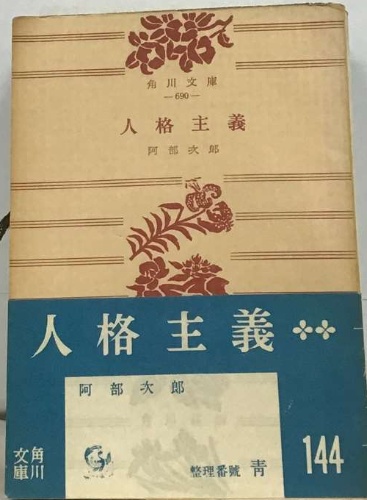 角川文庫
—690—
人格主義
阿部次郎
人格主義
阿部次郎
角川
文庫
整理番號 靑
144